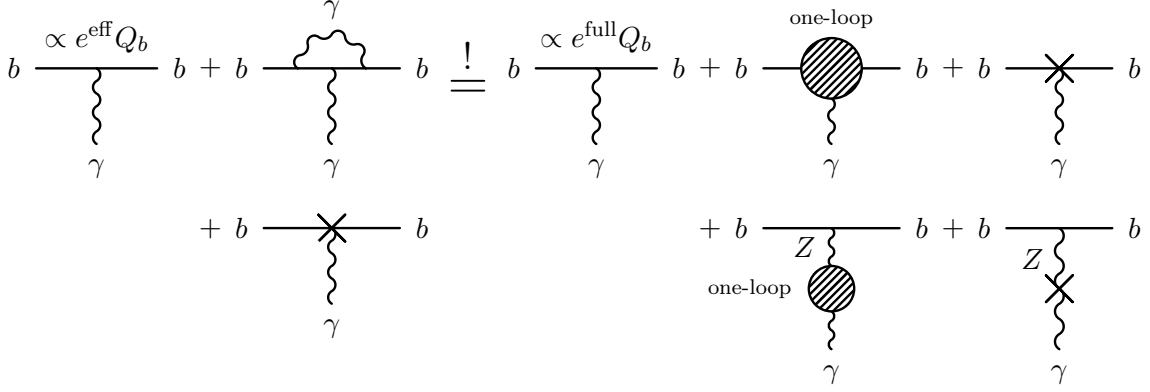 γ
∝ e^eff Q_b
b b + b b
!
=
∝ e^full Q_b
b b + one-loop b b + b b
γ γ γ γ γ
+ b b + b b + b b
Z Z
one-loop
γ γ γ